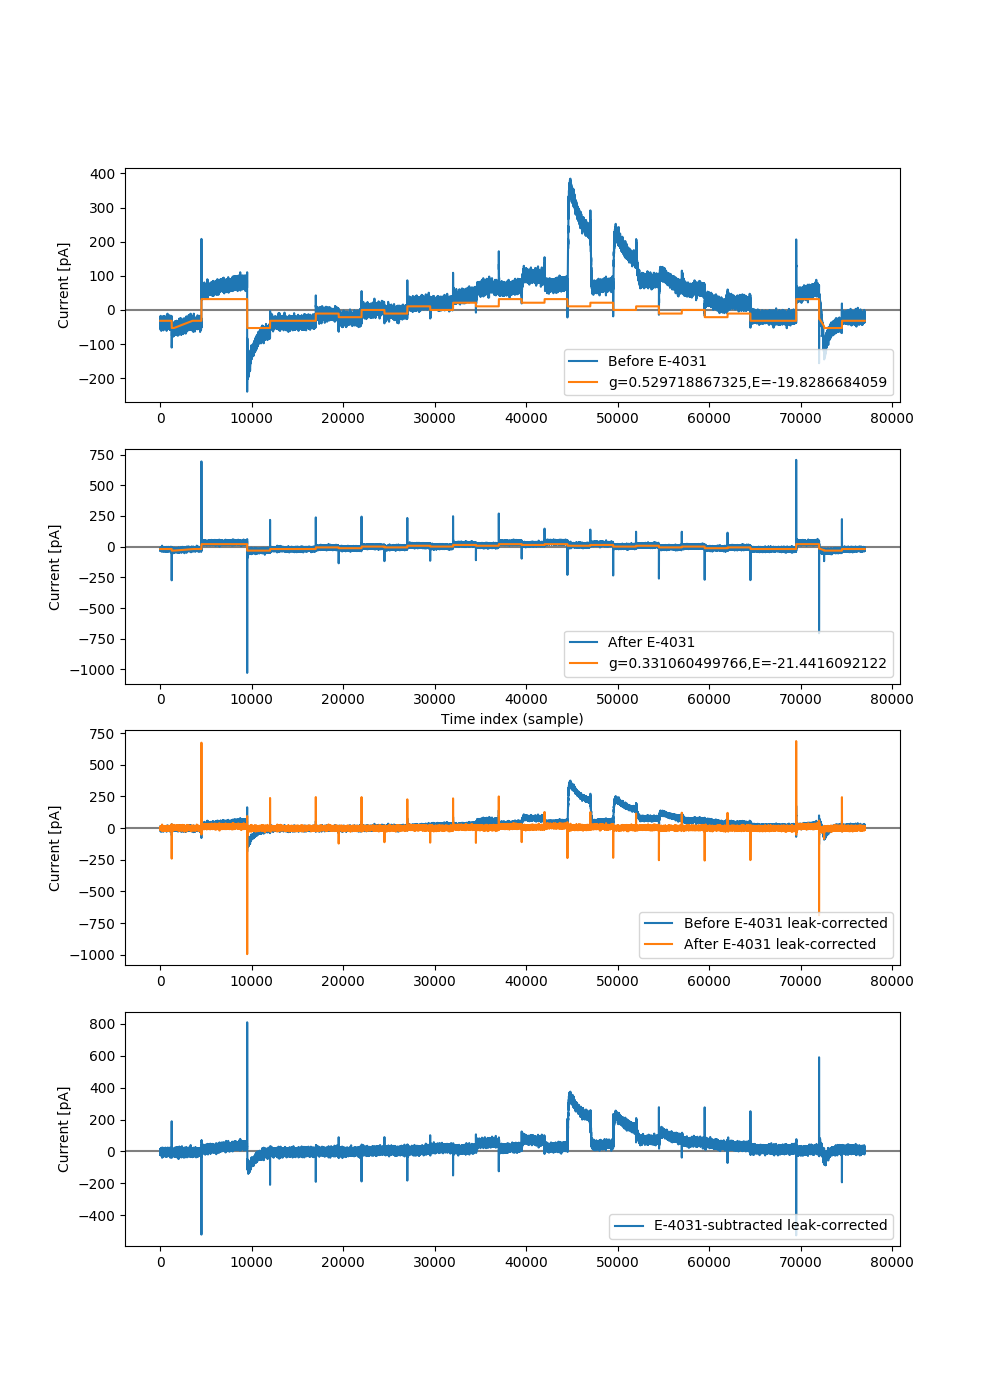 400
300
200
100
0
−100
−200
Current [pA]
Before E-4031
g=0.529718867325,E=-19.8286684059
0 10000 20000 30000 40000 50000 60000 70000 80000
750
500
250
0
−250
−500
−750
−1000
Current [pA]
After E-4031
g=0.331060499766,E=-21.4416092122
0 10000 20000 30000 40000 50000 60000 70000 80000
Time index (sample)
750
500
250
0
−250
−500
−750
−1000
Current [pA]
Before E-4031 leak-corrected
After E-4031 leak-corrected
0 10000 20000 30000 40000 50000 60000 70000 80000
800
600
400
200
0
−200
−400
Current [pA]
E-4031-subtracted leak-corrected
0 10000 20000 30000 40000 50000 60000 70000 80000